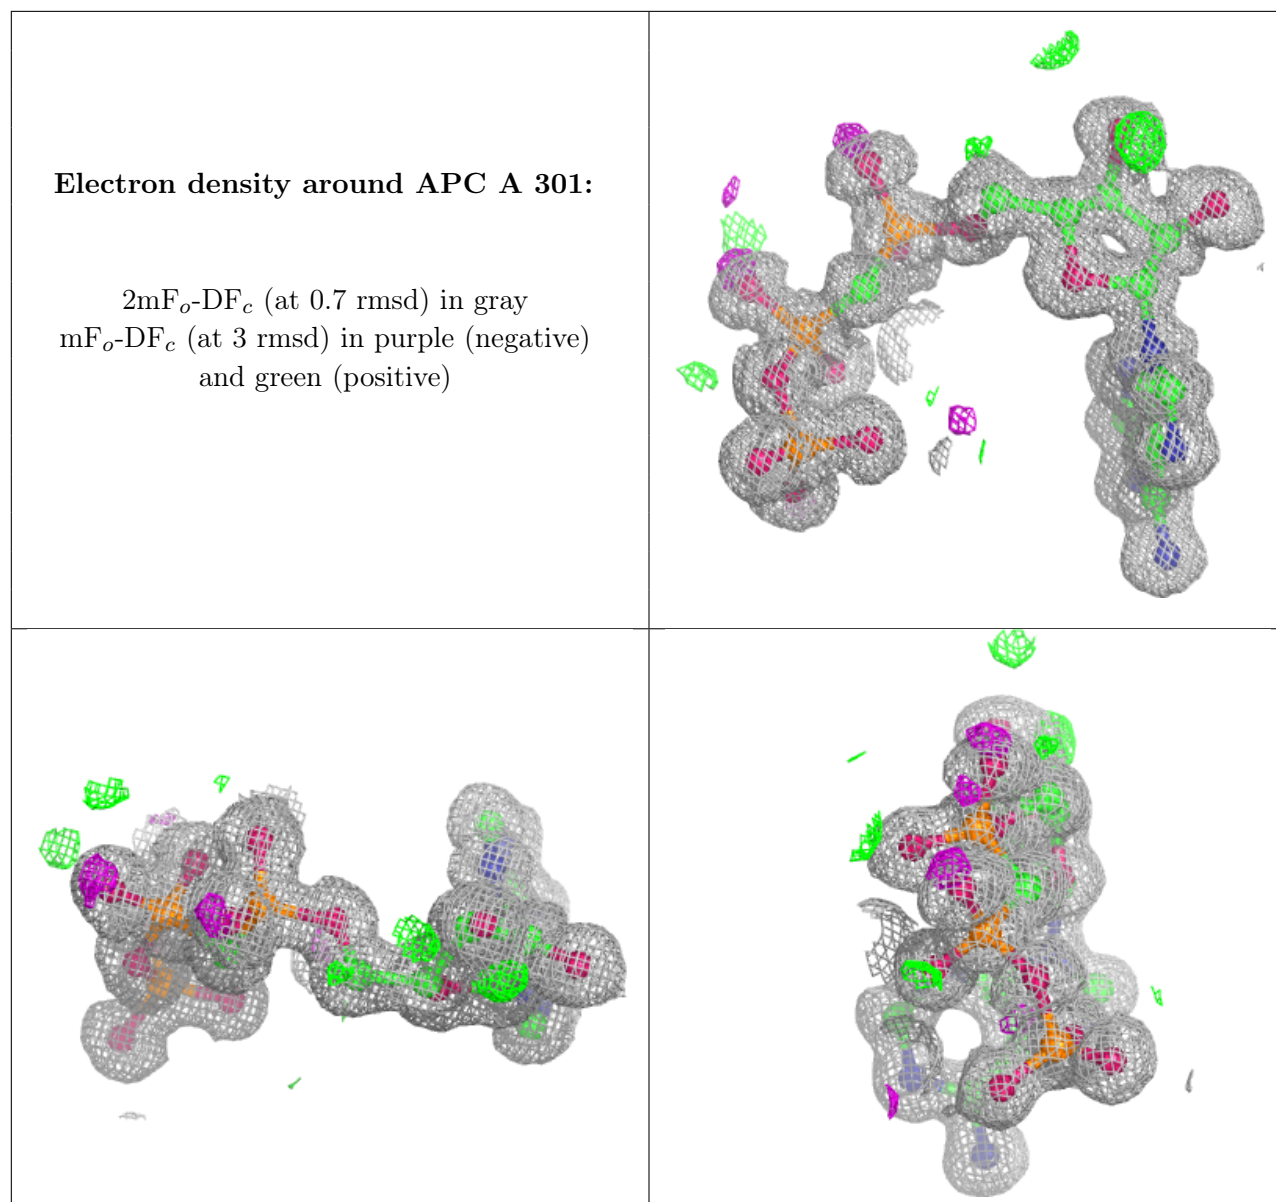 Electron density around APC A 301:
2mFo-DFc (at 0.7 rmsd) in gray
mFo-DFc (at 3 rmsd) in purple (negative)
and green (positive)